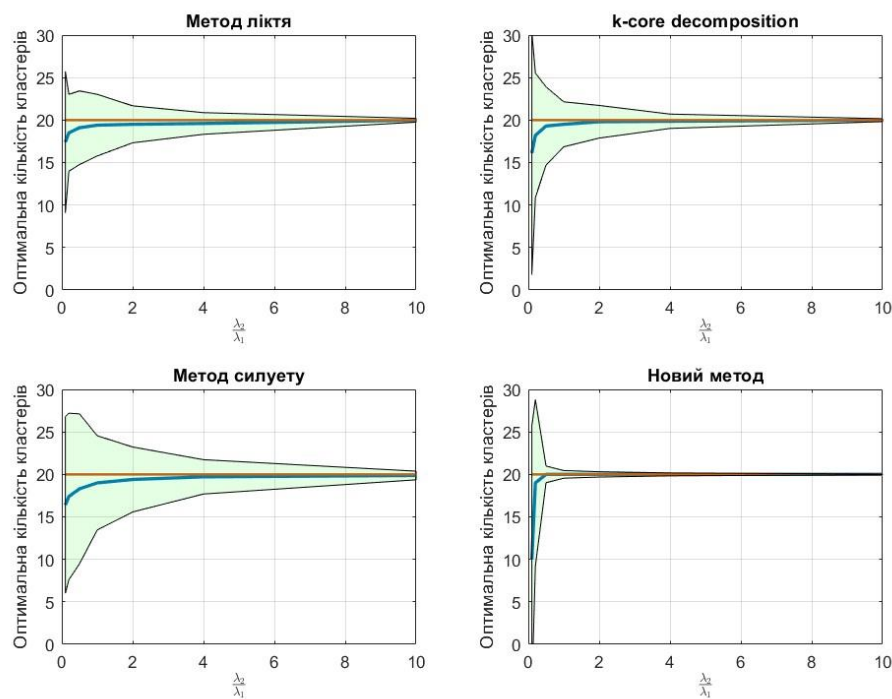 Метод ліктя
Оптимальна кількість кластерів
30
25
20
15
10
5
0
0 2 4 6 8 10
λ₂/λ₁
k-core decomposition
Оптимальна кількість кластерів
30
25
20
15
10
5
0
0 2 4 6 8 10
λ₂/λ₁
Метод силуету
Оптимальна кількість кластерів
30
25
20
15
10
5
0
0 2 4 6 8 10
λ₂/λ₁
Новий метод
Оптимальна кількість кластерів
30
25
20
15
10
5
0
0 2 4 6 8 10
λ₂/λ₁